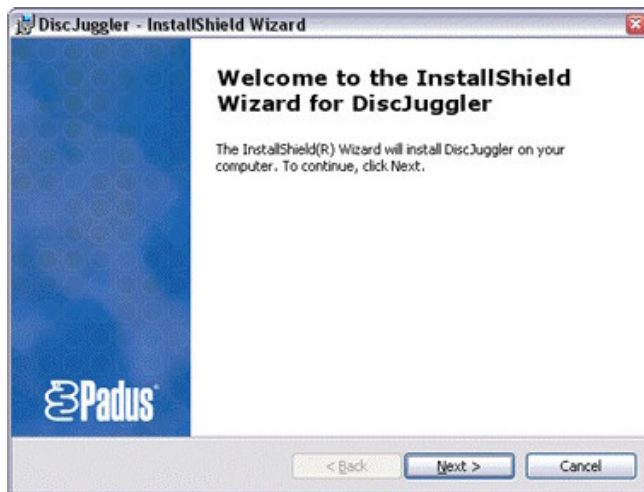 DiscJuggler - InstallShield Wizard
Welcome to the InstallShield
Wizard for DiscJuggler
The InstallShield(R) Wizard will install DiscJuggler on your
computer. To continue, click Next.
Padus
< Back
Next >
Cancel